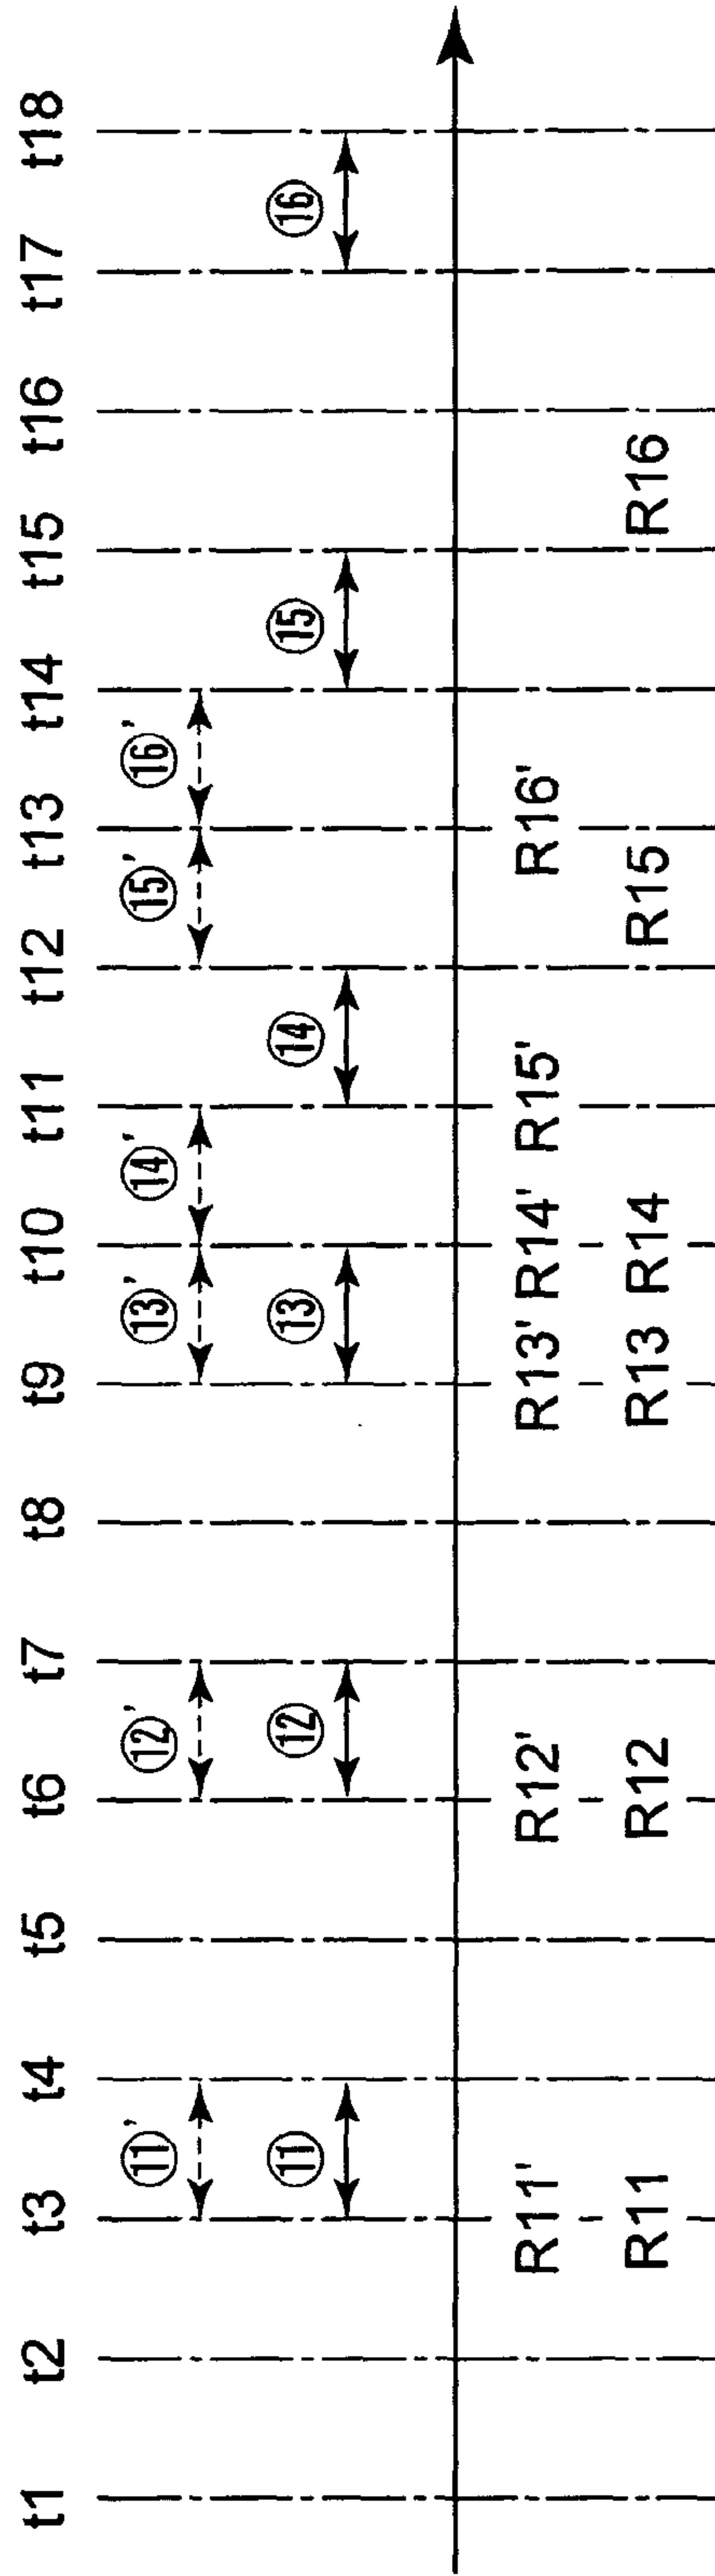 t1 t2 t3 t4 t5 t6 t7 t8 t9 t10 t11 t12 t13 t14 t15 t16 t17 t18
⑪' ⑫' ⑬' ⑭' ⑮' ⑯'
⑪ ⑫ ⑬ ⑭ ⑮ ⑯
R11' R12' R13' R14' R15' R16'
R11 R12 R13 R14 R15 R16